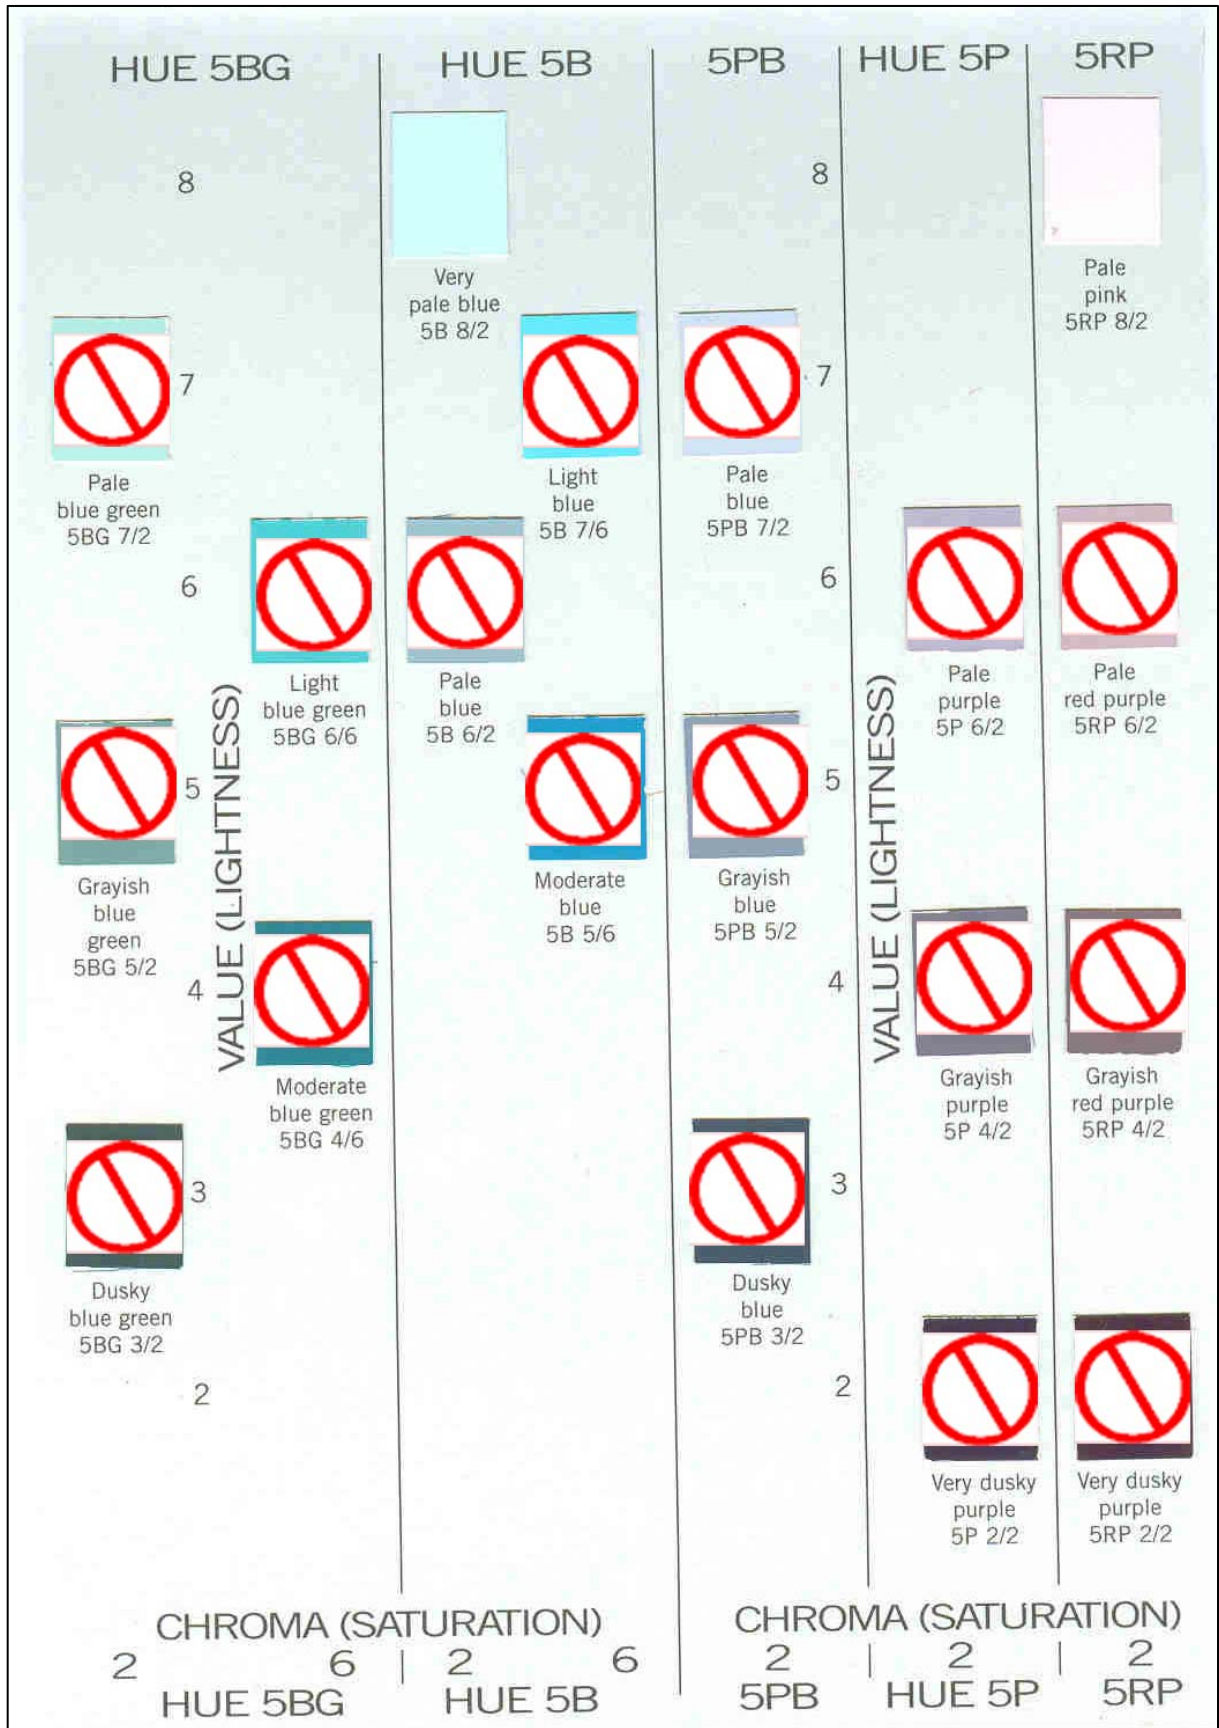 HUE 5BG
HUE 5B
5PB
HUE 5P
5RP
8
8
Very
pale blue
5B 8/2
Pale
pink
5RP 8/2
7
7
Pale
blue green
5BG 7/2
Light
blue
5B 7/6
Pale
blue
5PB 7/2
6
6
Light
blue green
5BG 6/6
Pale
blue
5B 6/2
Pale
purple
5P 6/2
Pale
red purple
5RP 6/2
VALUE (LIGHTNESS)
VALUE (LIGHTNESS)
5
5
Grayish
blue
green
5BG 5/2
Moderate
blue
5B 5/6
Grayish
blue
5PB 5/2
4
4
Moderate
blue green
5BG 4/6
Grayish
purple
5P 4/2
Grayish
red purple
5RP 4/2
3
3
Dusky
blue green
5BG 3/2
Dusky
blue
5PB 3/2
2
2
Very dusky
purple
5P 2/2
Very dusky
purple
5RP 2/2
CHROMA (SATURATION)
CHROMA (SATURATION)
2 6 | 2 6 2 | 2 | 2
HUE 5BG HUE 5B 5PB HUE 5P 5RP